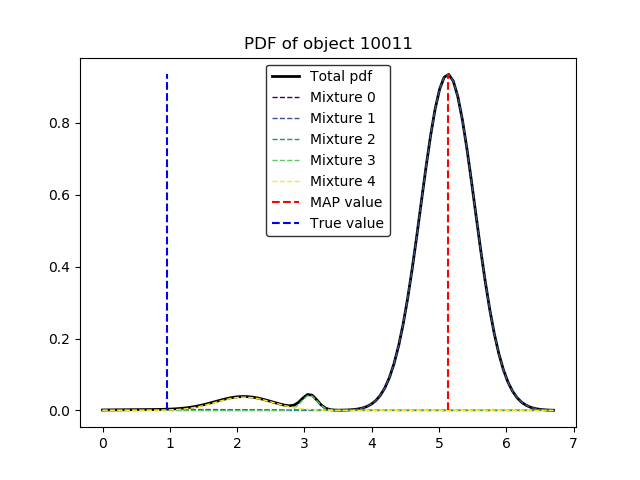 PDF of object 10011
Total pdf
Mixture 0
Mixture 1
Mixture 2
Mixture 3
Mixture 4
MAP value
True value
0.8
0.6
0.4
0.2
0.0
0 1 2 3 4 5 6 7